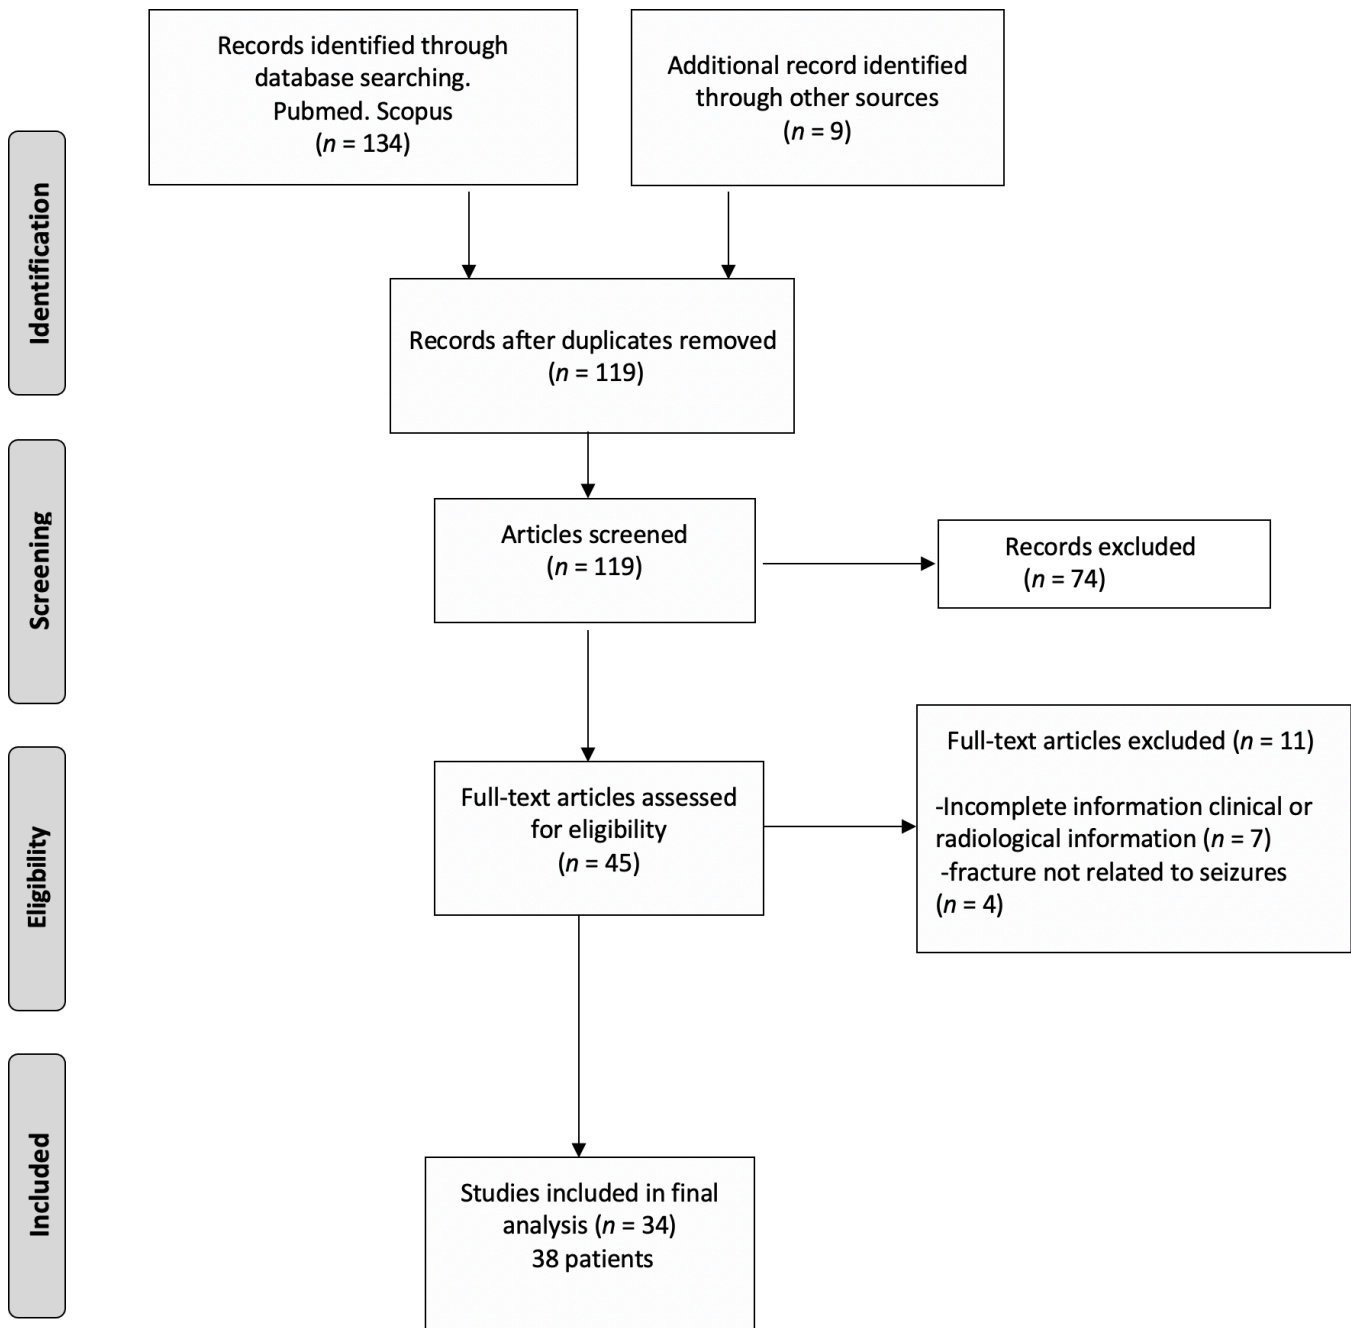 Records identified through
database searching.
Pubmed. Scopus
(n = 134)
Additional record identified
through other sources
(n = 9)
Identification
Records after duplicates removed
(n = 119)
Screening
Articles screened
(n = 119)
Records excluded
(n = 74)
Eligibility
Full-text articles assessed
for eligibility
(n = 45)
Full-text articles excluded (n = 11)
-Incomplete information clinical or
radiological information (n = 7)
-fracture not related to seizures
(n = 4)
Included
Studies included in final
analysis (n = 34)
38 patients